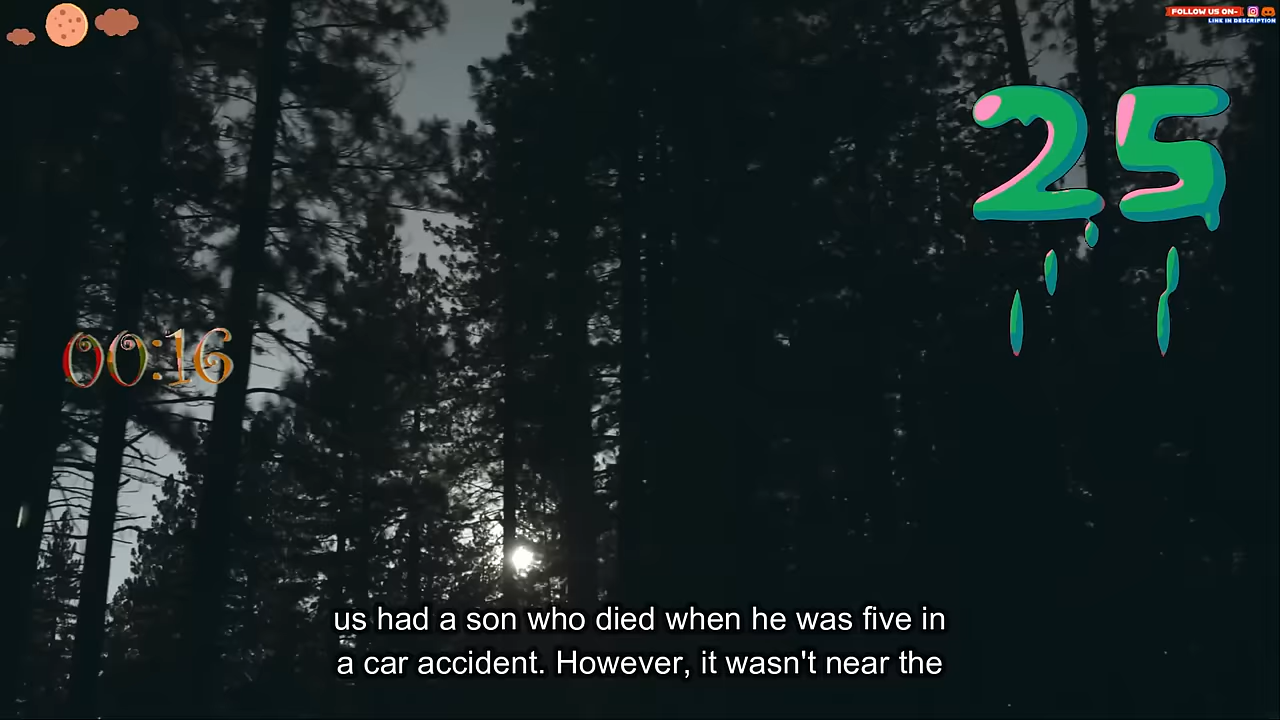 FOLLOW US ON-
LINK IN DESCRIPTION
25
00:16
us had a son who died when he was five in
a car accident. However, it wasn't near the